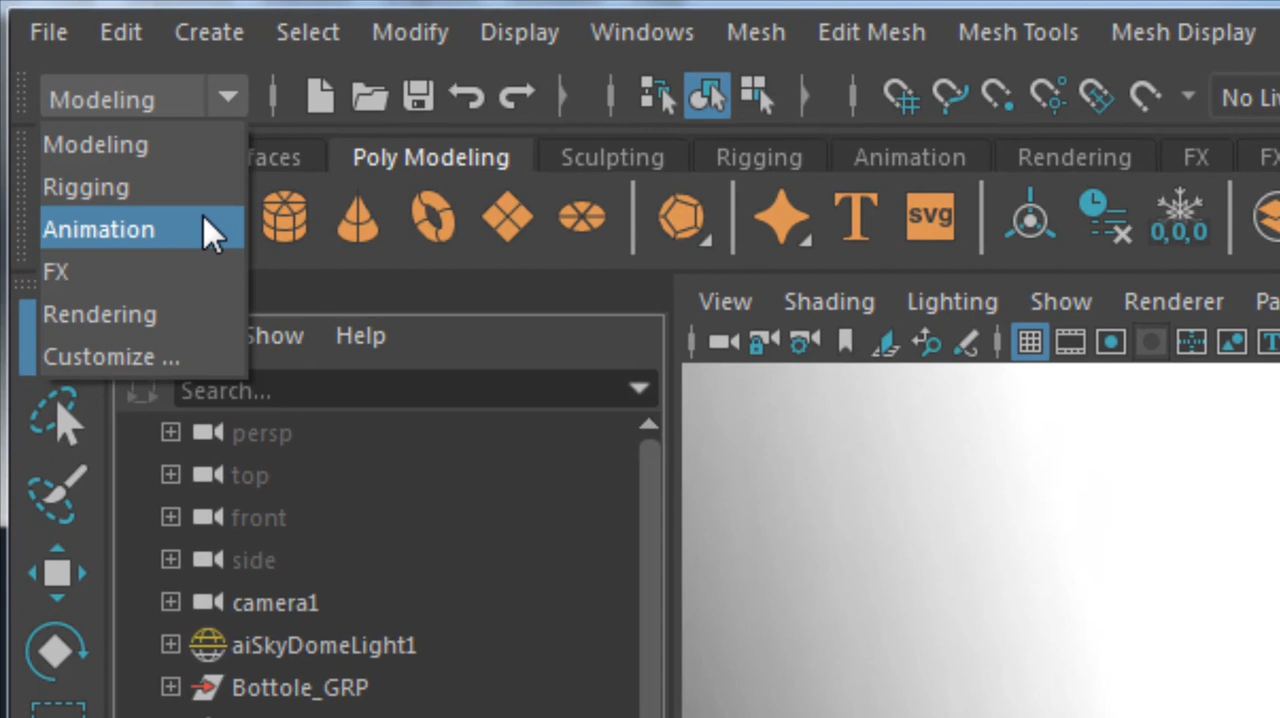 File Edit Create Select Modify Display Windows Mesh Edit Mesh Mesh Tools Mesh Display
Modeling
No
Modeling
Rigging
Animation
FX
Rendering
Customize ...
faces Poly Modeling Sculpting Rigging Animation Rendering FX
T svg 0,0,0
View Shading Lighting Show Renderer
Show Help
Search...
persp
top
front
side
camera1
aiSkyDomeLight1
Bottole_GRP